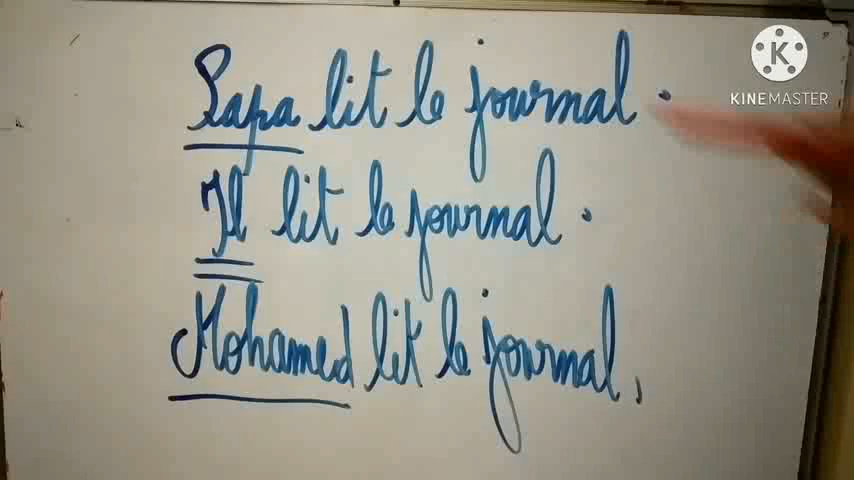 Papa lit le journal.
Il lit le journal.
Mohamed lit le journal.
K
KINEMASTER